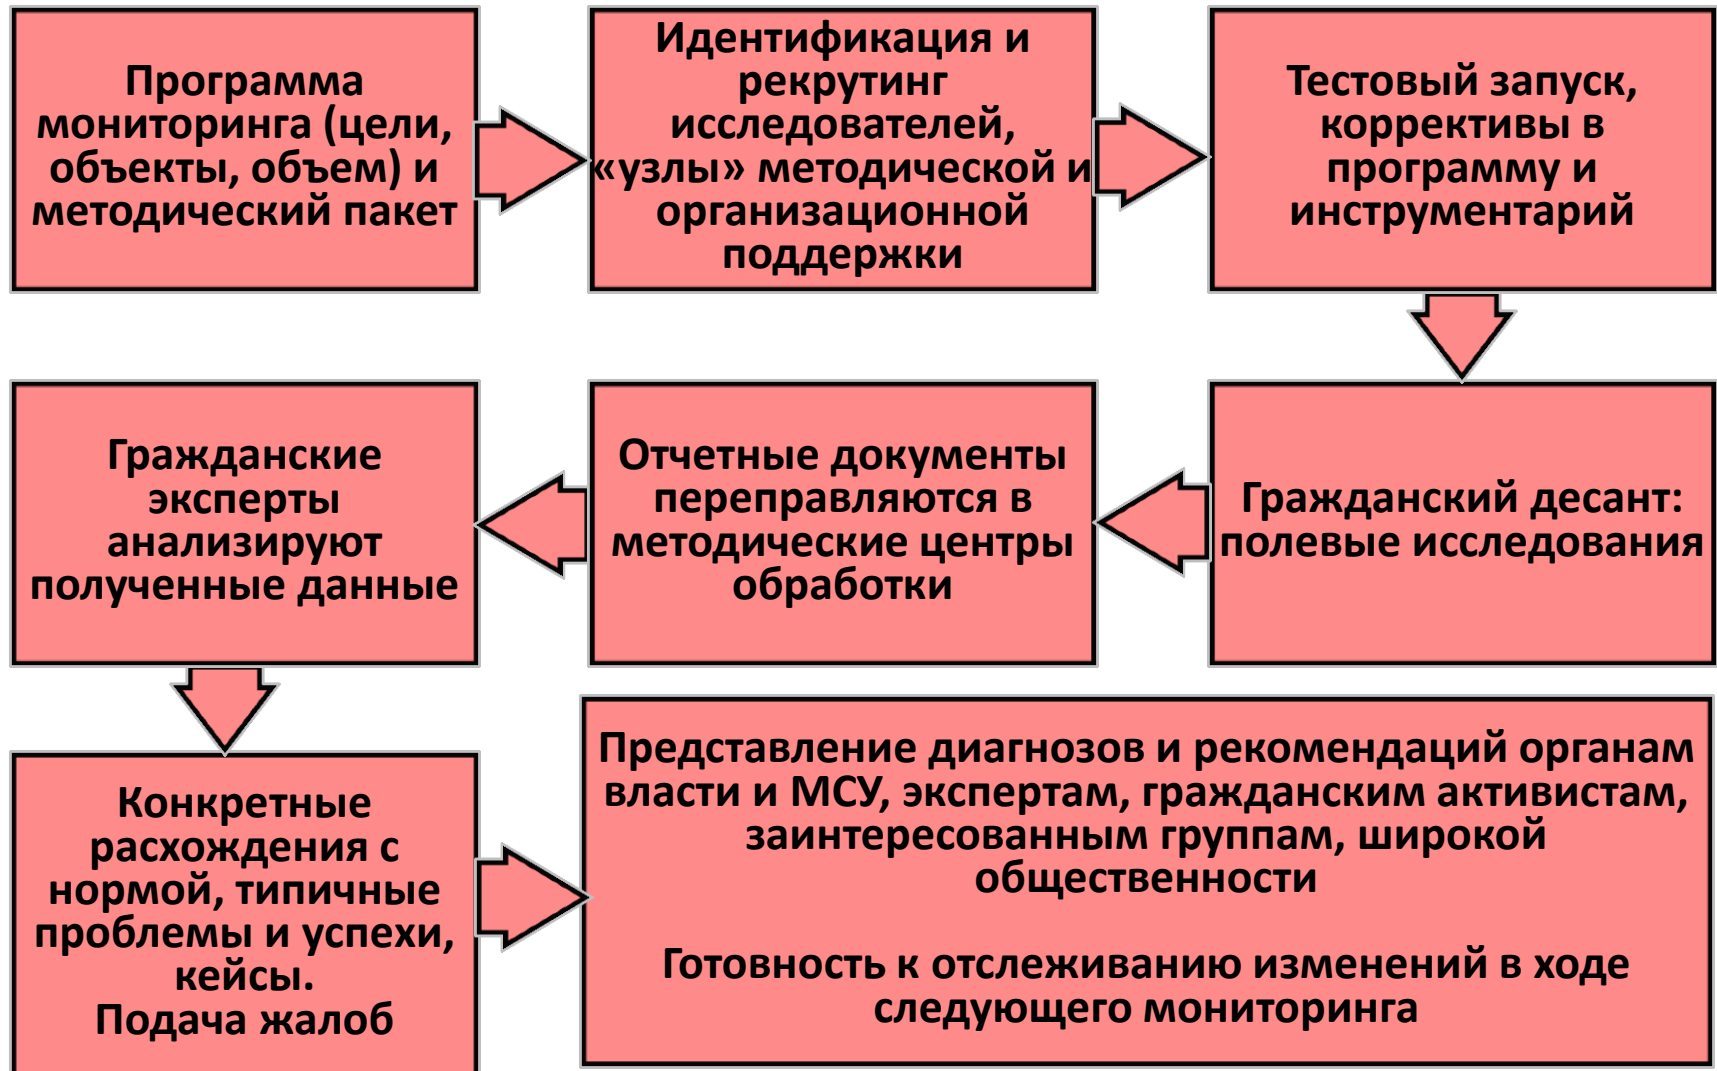 Программа
мониторинга (цели,
объекты, объем) и
методический пакет
Идентификация и
рекрутинг
исследователей,
«узлы» методической и
организационной
поддержки
Тестовый запуск,
коррективы в
программу и
инструментарий
Гражданский десант:
полевые исследования
Отчетные документы
переправляются в
методические центры
обработки
Гражданские
эксперты
анализируют
полученные данные
Конкретные
расхождения с
нормой, типичные
проблемы и успехи,
кейсы.
Подача жалоб
Представление диагнозов и рекомендаций органам
власти и МСУ, экспертам, гражданским активистам,
заинтересованным группам, широкой
общественности
Готовность к отслеживанию изменений в ходе
следующего мониторинга